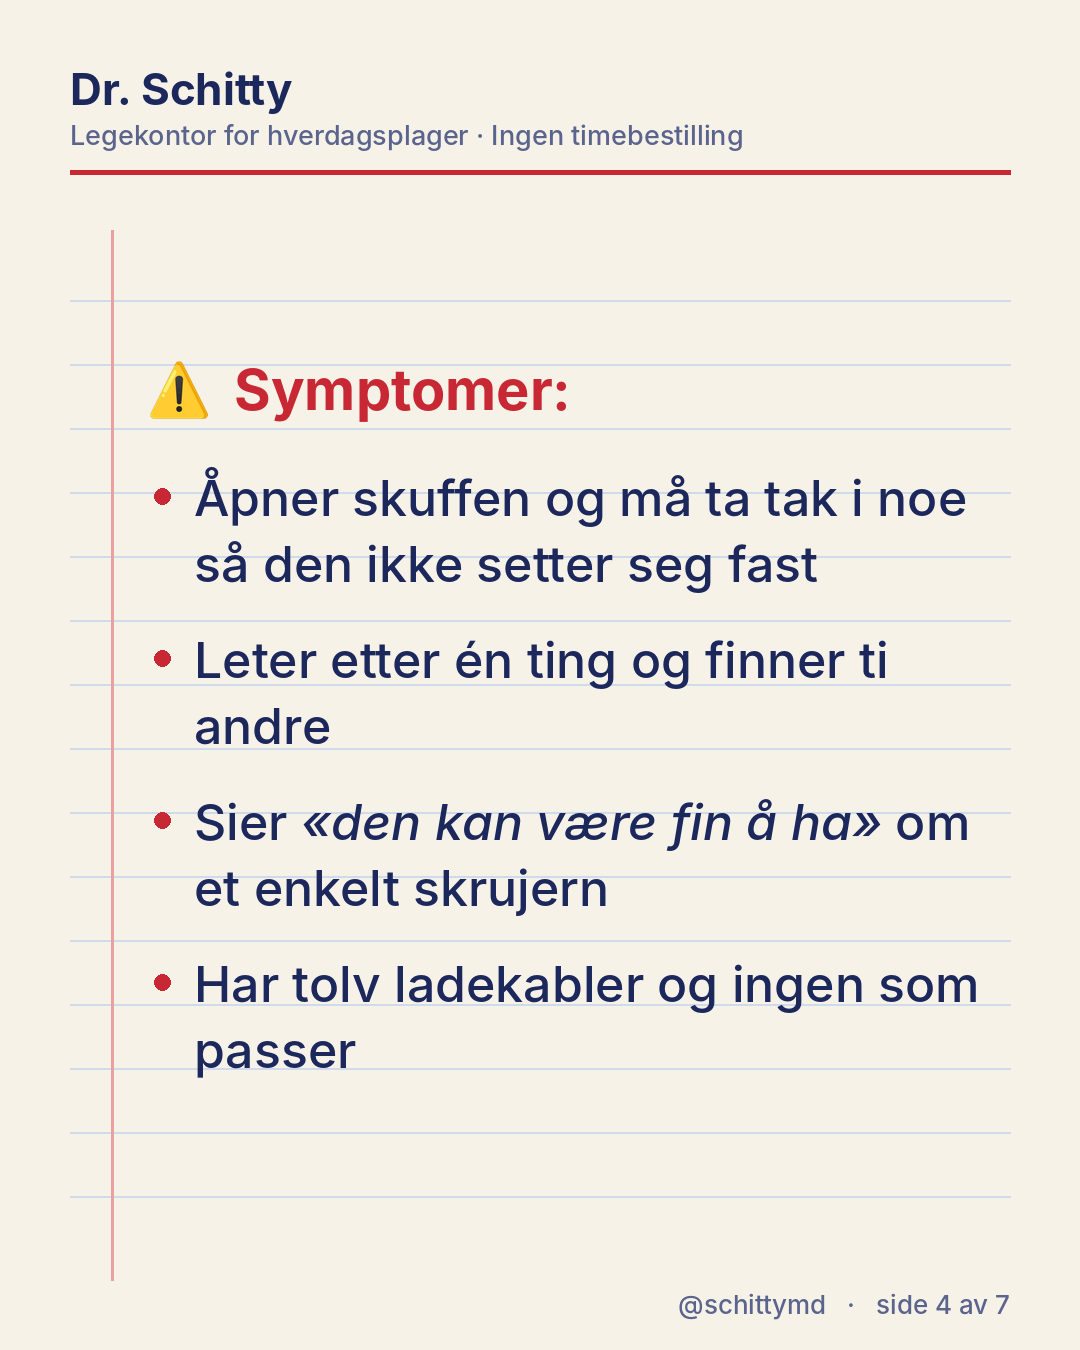 Dr. Schitty
Legekontor for hverdagsplager · Ingen timebestilling
⚠️ Symptomer:
• Åpner skuffen og må ta tak i noe
så den ikke setter seg fast
• Leter etter én ting og finner ti
andre
• Sier «den kan være fin å ha» om
et enkelt skrujern
• Har tolv ladekabler og ingen som
passer
@schittymd · side 4 av 7